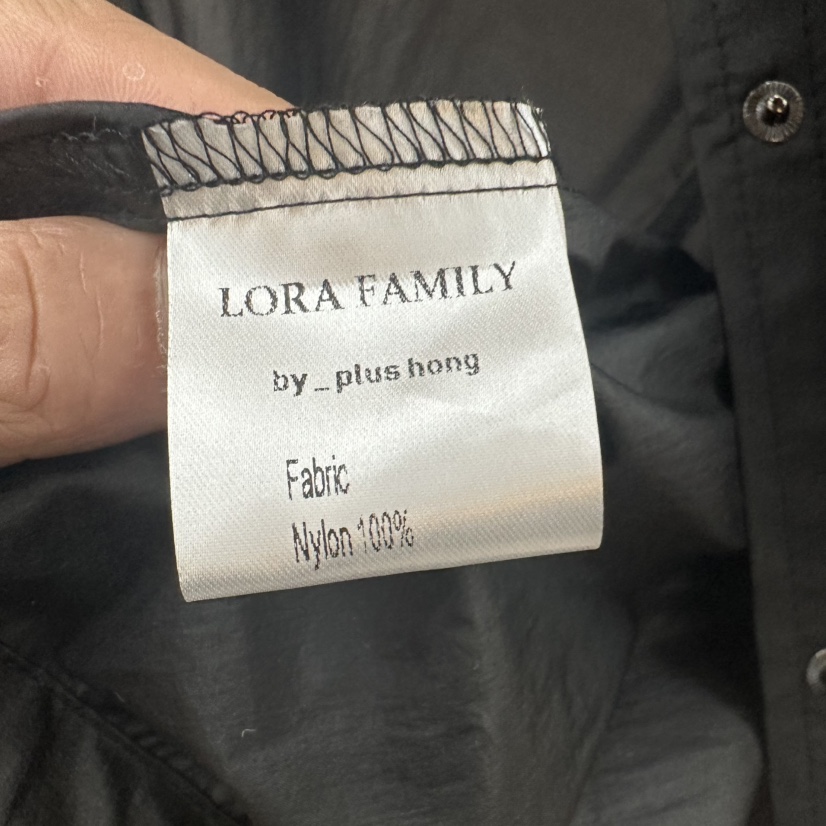 LORA FAMILY
by_plus hong
Fabric
Nylon 100%